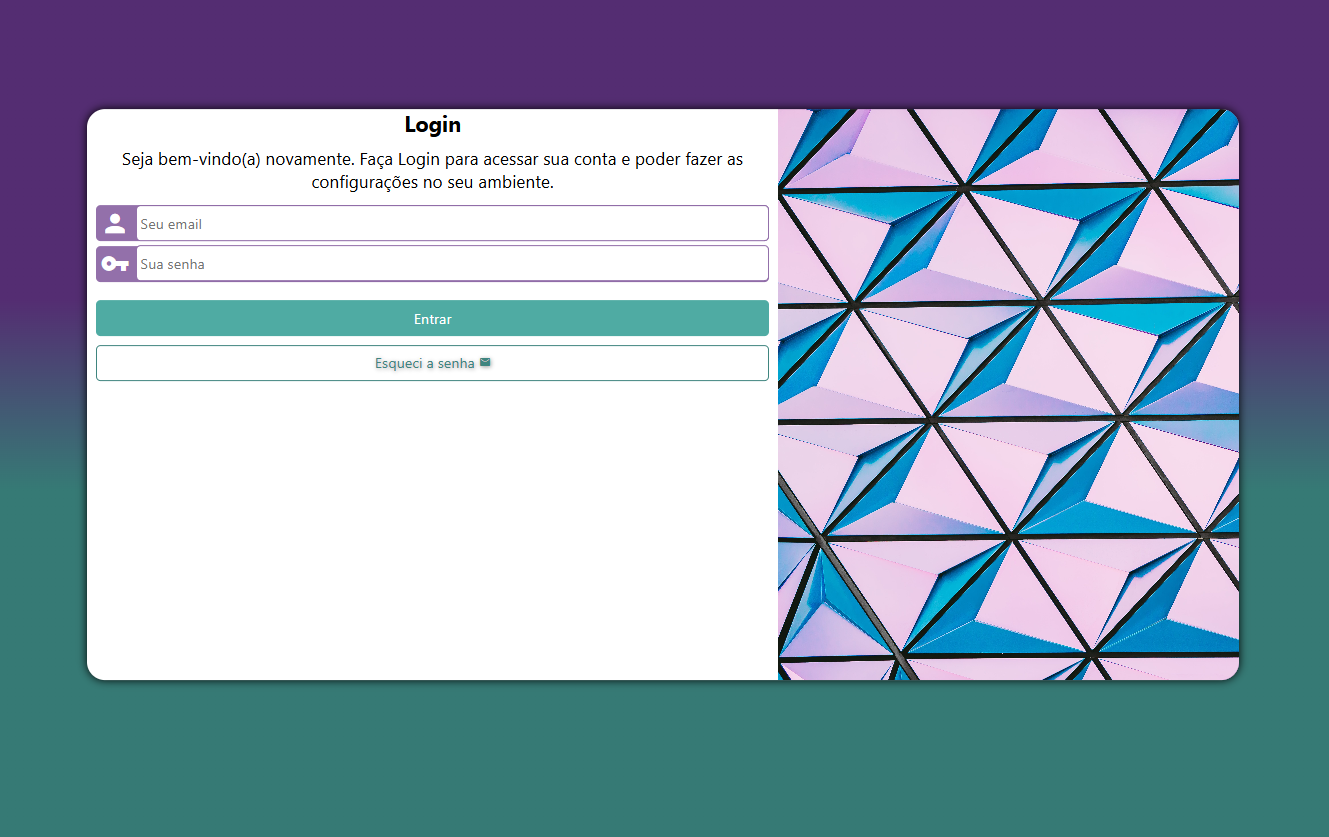 Login
Seja bem-vindo(a) novamente. Faça Login para acessar sua conta e poder fazer as
configurações no seu ambiente.
Seu email
Sua senha
Entrar
Esqueci a senha